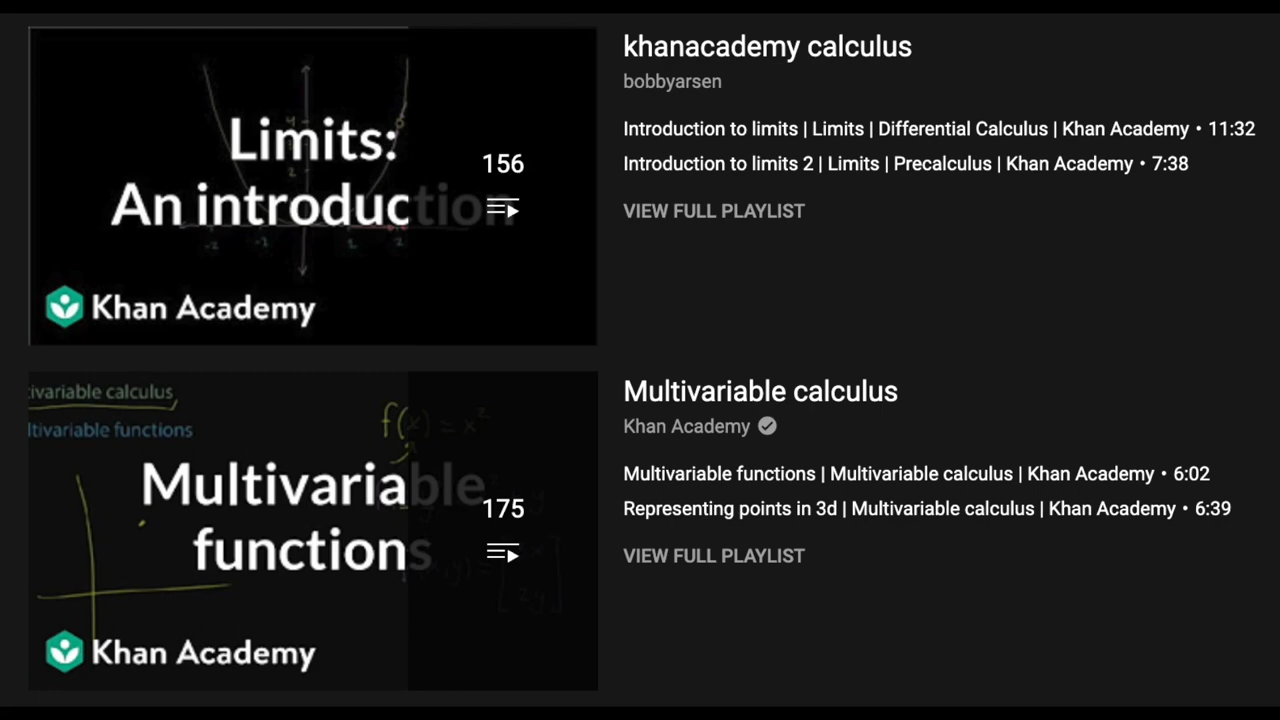 Limits:
An introduction
156
Khan Academy
khanacademy calculus
bobbyarsen
Introduction to limits | Limits | Differential Calculus | Khan Academy • 11:32
Introduction to limits 2 | Limits | Precalculus | Khan Academy • 7:38
VIEW FULL PLAYLIST
ivariable calculus
ltivariable functions
f(x) = x²
Multivariable
functions
175
Khan Academy
Multivariable calculus
Khan Academy
Multivariable functions | Multivariable calculus | Khan Academy • 6:02
Representing points in 3d | Multivariable calculus | Khan Academy • 6:39
VIEW FULL PLAYLIST